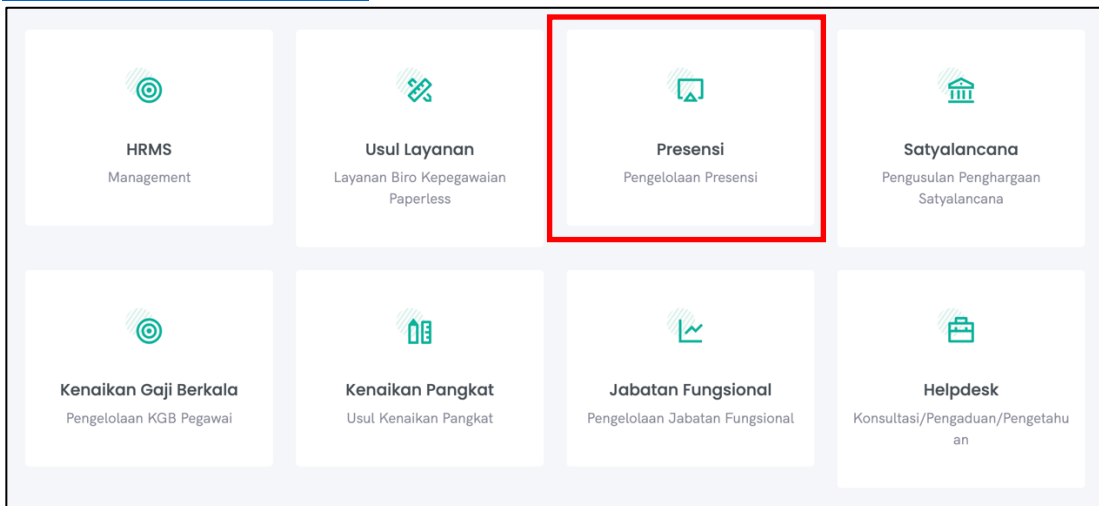 HRMS
Management
Usul Layanan
Layanan Biro Kepegawaian
Paperless
Presensi
Pengelolaan Presensi
Satyalancana
Pengusulan Penghargaan
Satyalancana
Kenaikan Gaji Berkala
Pengelolaan KGB Pegawai
Kenaikan Pangkat
Usul Kenaikan Pangkat
Jabatan Fungsional
Pengelolaan Jabatan Fungsional
Helpdesk
Konsultasi/Pengaduan/Pengetahu
an